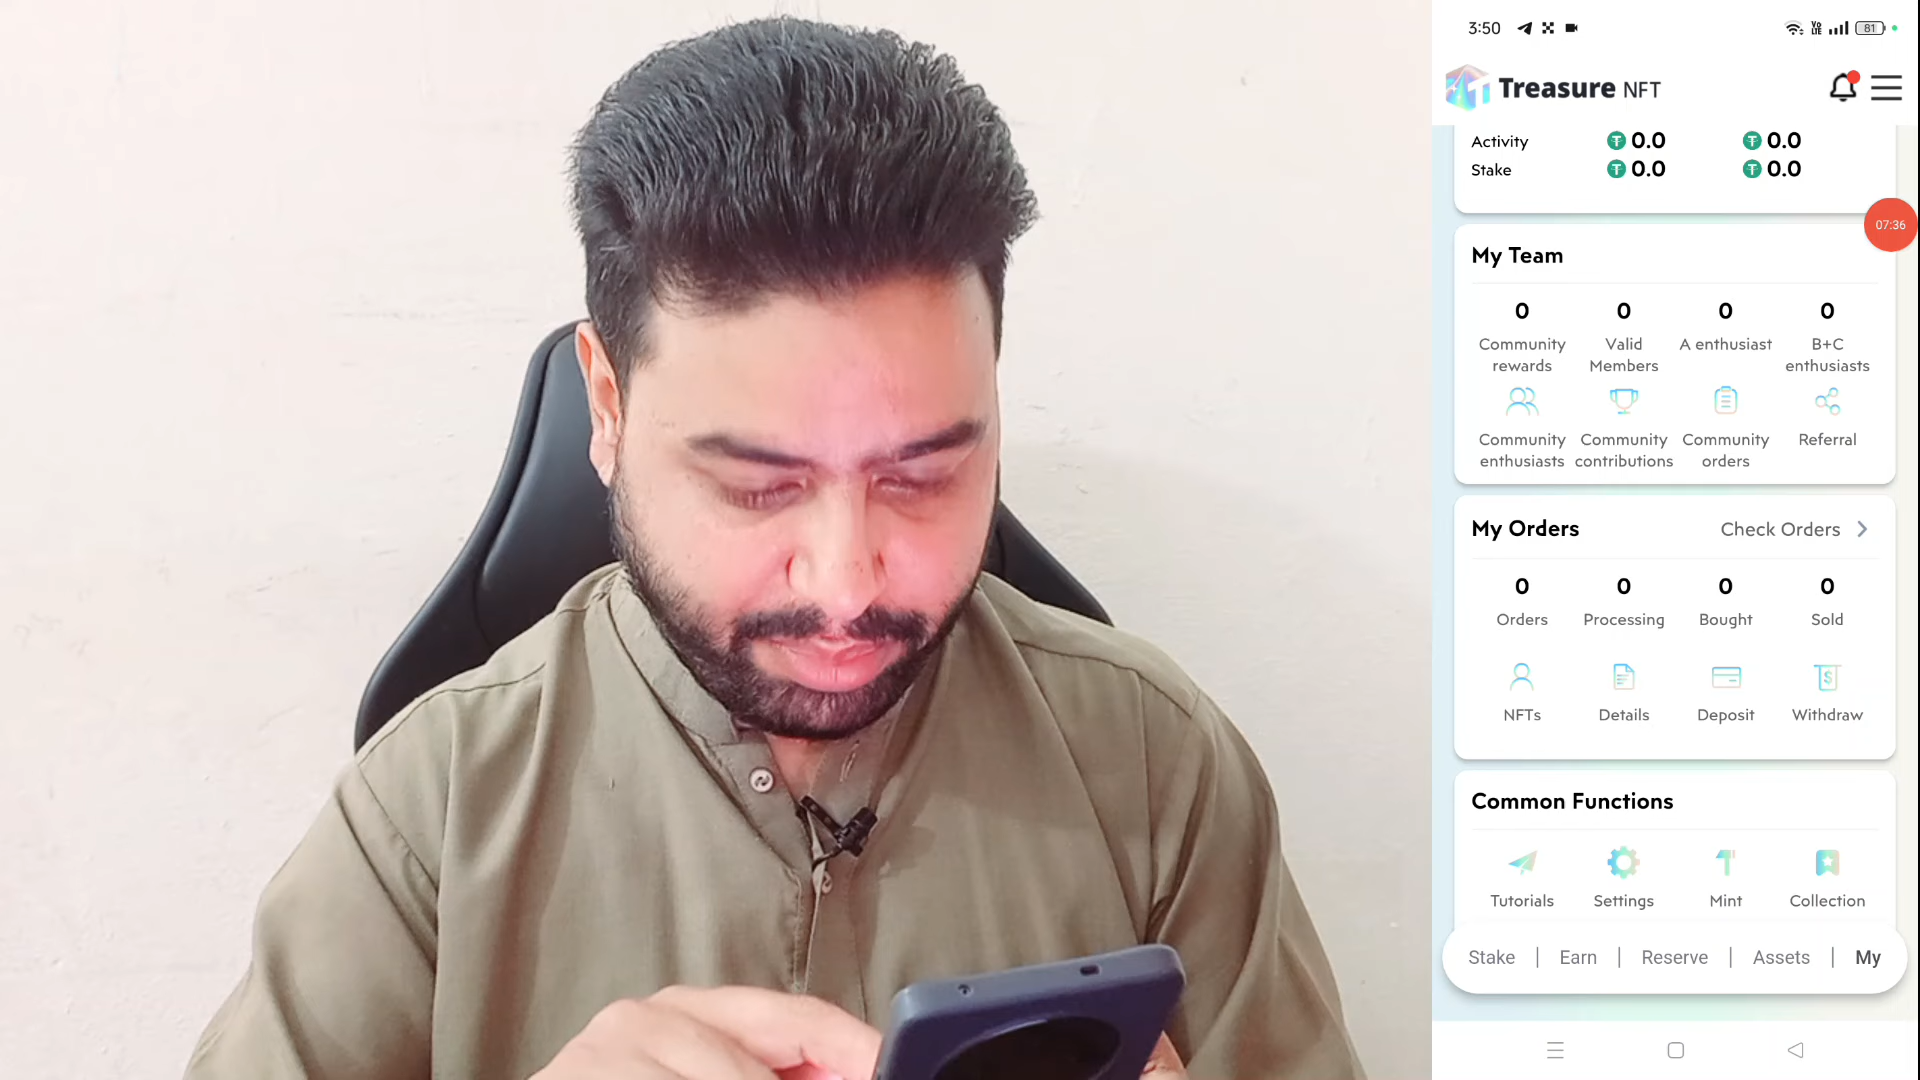 3:50
VO LTE
81
Treasure NFT
Activity 0.0 0.0
Stake 0.0 0.0
07:36
My Team
0 0 0 0
Community rewards
Valid Members
A enthusiast
B+C enthusiasts
Community enthusiasts
Community contributions
Community orders
Referral
My Orders
Check Orders
0 0 0 0
Orders Processing Bought Sold
NFTs Details Deposit Withdraw
Common Functions
Tutorials Settings Mint Collection
Stake | Earn | Reserve | Assets | My